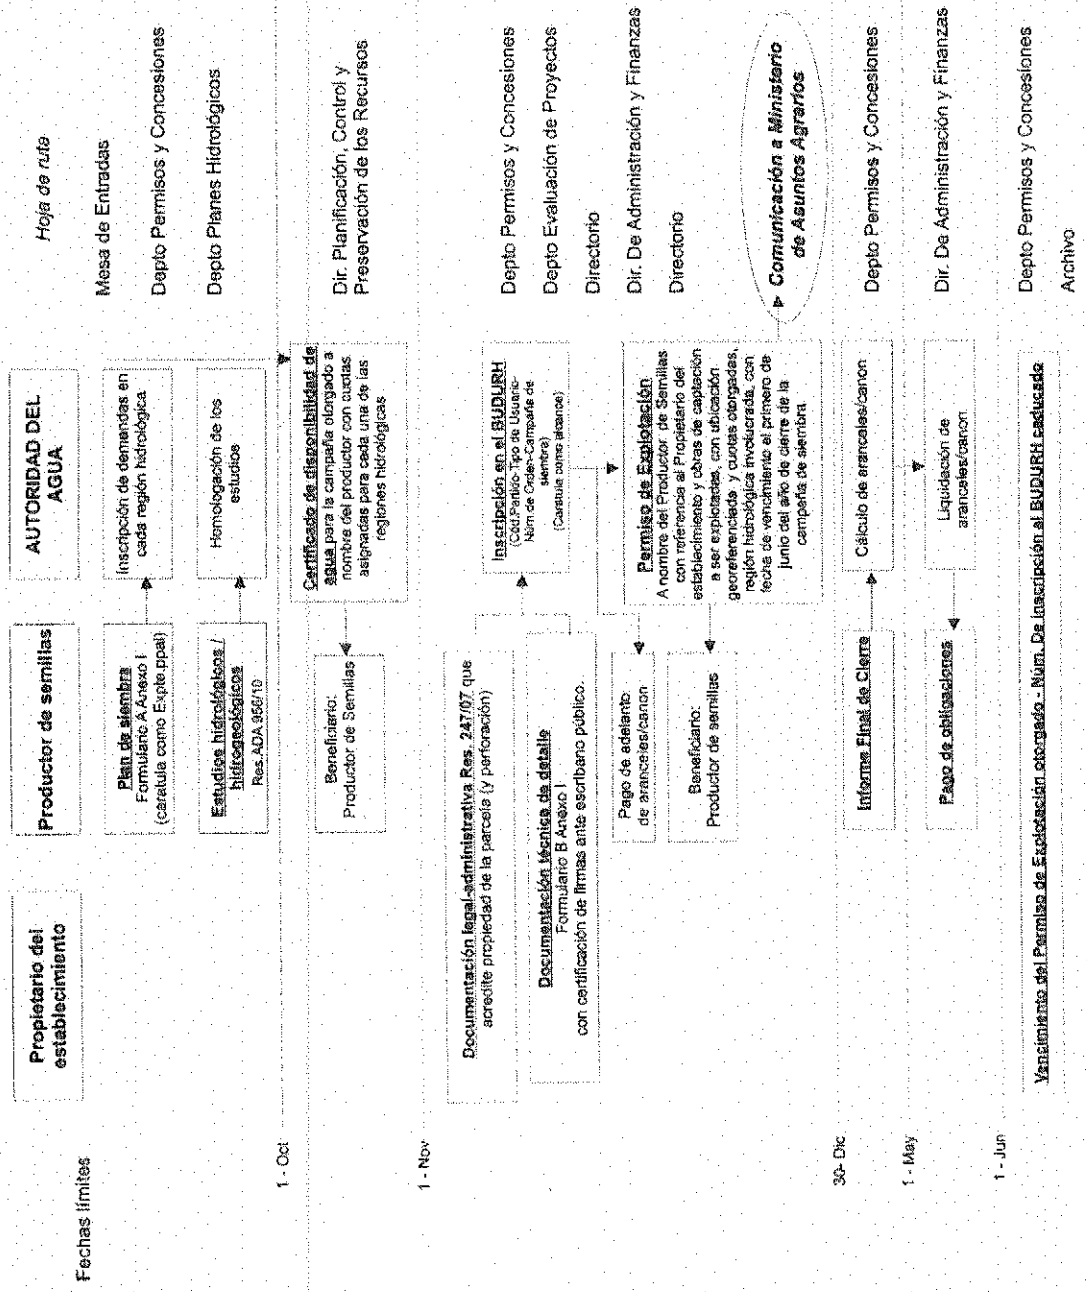 Hoja de ruta
Propietario del
establecimiento
Productor de semillas
AUTORIDAD DEL
AGUA
Fechas límites
Mesa de Entradas
Plan de siembra
Formulario A Anexo I
(caratula como Expte.ppal)
Inscripción de demandas en
cada región hidrológica
Depto Permisos y Concesiones
Estudios hidrológicos /
hidrogeológicos
Res.ADA 956/10
Homologación de los
estudios
Depto Planes Hidrológicos
1 - Oct
Beneficiario:
Productor de Semillas
Certificado de disponibilidad de
agua para la campaña otorgado a
nombre del productor con cuotas
asignadas para cada una de las
regiones hidrológicas
Dir. Planificación, Control y
Preservación de los Recursos
1 - Nov
Documentación legal-administrativa Res. 247/07 que
acredite propiedad de la parcela (y perforación)
Inscripción en el BUDURH
(Cód.Partido-Tipo de Usuario-
Núm.de Orden-Campaña de
siembra)
(Caratula como alcance)
Depto Permisos y Concesiones
Documentación técnica de detalle
Formulario B Anexo I
con certificación de firmas ante escribano público.
Depto Evaluación de Proyectos
Directorio
Pago de adelanto
de aranceles/canon
Dir. De Administración y Finanzas
Beneficiario:
Productor de semillas
Permiso de Explotación
A nombre del Productor de Semillas
con referencia al Propietario del
establecimiento y obras de captación
a ser explotadas, con ubicación
georeferenciada y cuotas otorgadas,
región hidrológica involucrada, con
fecha de vencimiento el primero de
junio del año de cierre de la
campaña de siembra.
Directorio
Comunicación a Ministerio
de Asuntos Agrarios
30- Dic
Informe Final de Cierre
Cálculo de aranceles/canon
Depto Permisos y Concesiones
1 - May
Pago de obligaciones
Liquidación de
aranceles/canon
Dir. De Administración y Finanzas
1 - Jun
Vencimiento del Permiso de Explotación otorgado - Núm. De Inscripción al BUDURH caducado
Depto Permisos y Concesiones
Archivo